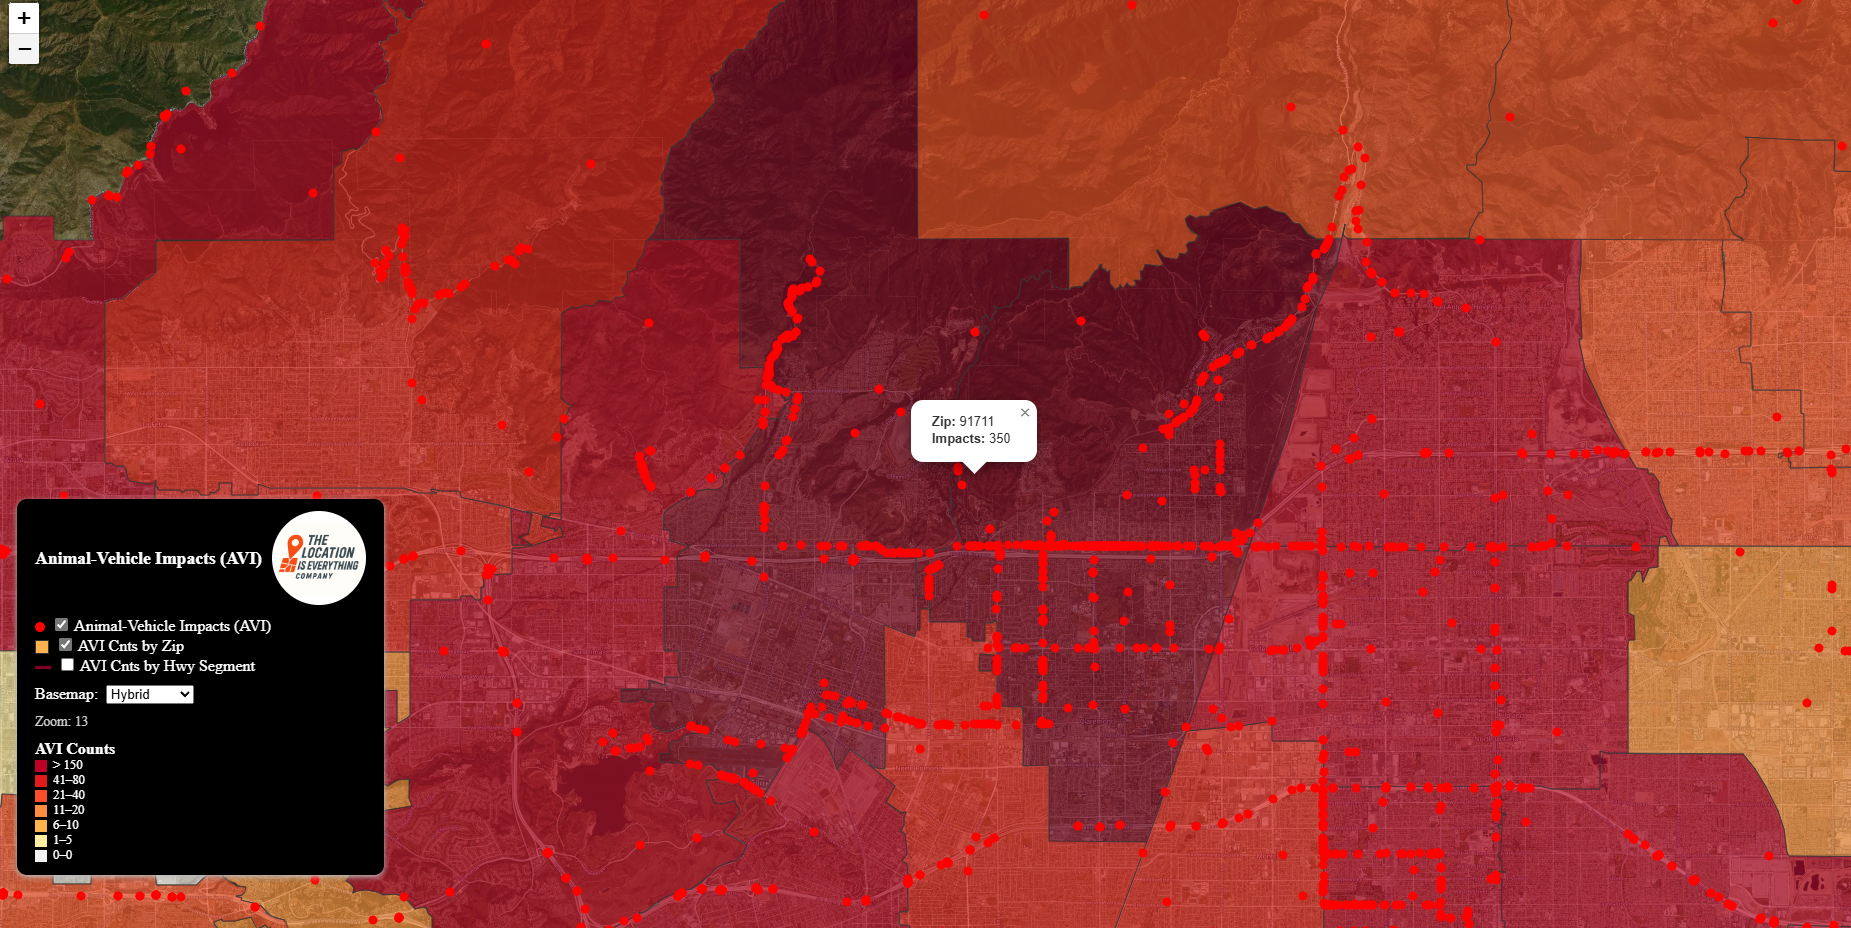 +
−
Zip: 91711
Impacts: 350
×
Animal-Vehicle Impacts (AVI)
THE
LOCATION
IS EVERYTHING
COMPANY
Animal-Vehicle Impacts (AVI)
AVI Cnts by Zip
AVI Cnts by Hwy Segment
Basemap: Hybrid
Zoom: 13
AVI Counts
> 150
41–80
21–40
11–20
6–10
1–5
0–0